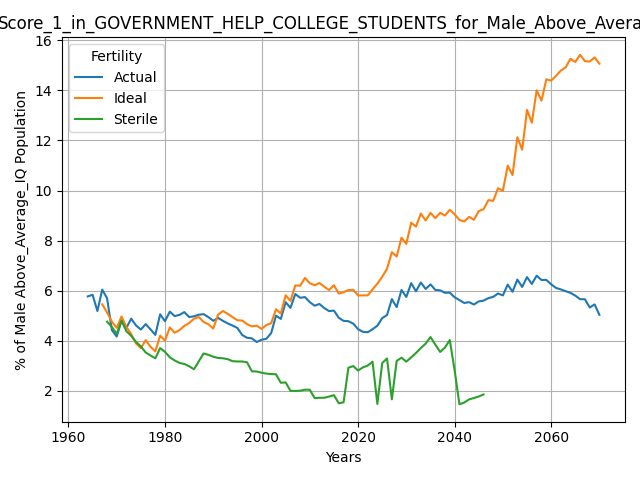 Score_1_in_GOVERNMENT_HELP_COLLEGE_STUDENTS_for_Male_Above_Avera
16
14
12
10
8
6
4
2
% of Male Above_Average_IQ Population
Fertility
Actual
Ideal
Sterile
1960 1980 2000 2020 2040 2060
Years